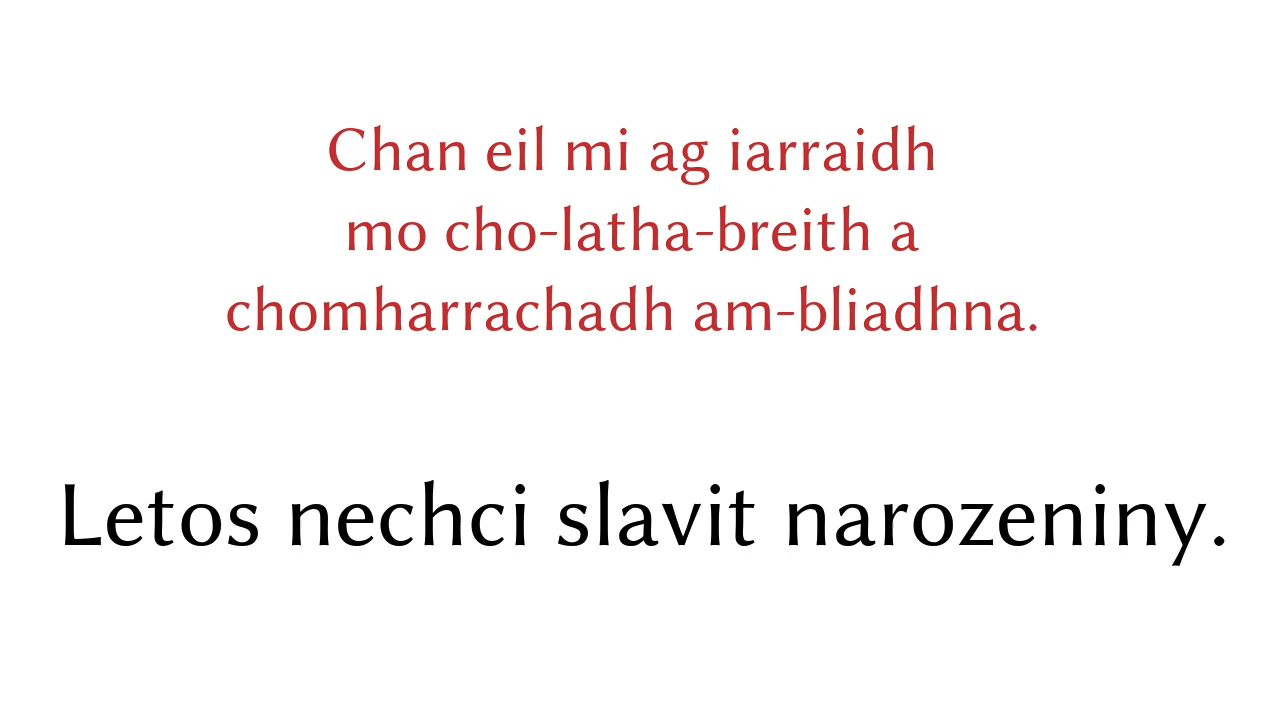 Chan eil mi ag iarraidh
mo cho-latha-breith a
chomharrachadh am-bliadhna.
Letos nechci slavit narozeniny.